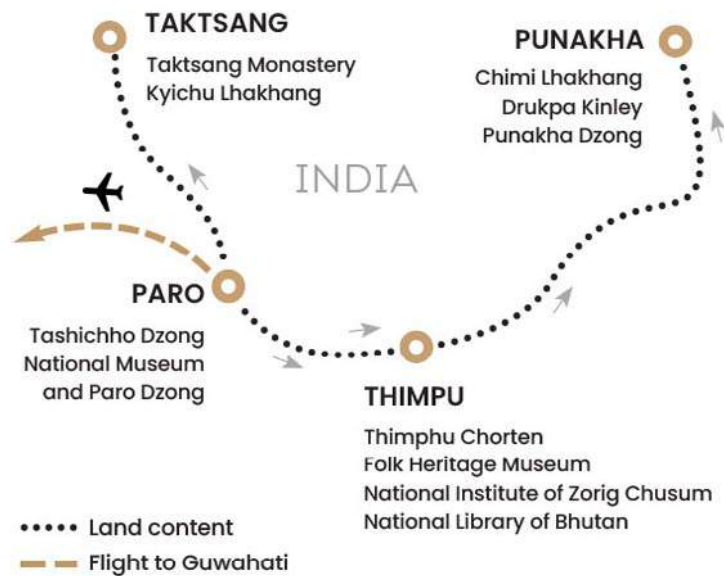 TAKTSANG
Taktsang Monastery
Kyichu Lhakhang
PUNAKHA
Chimi Lhakhang
Drukpa Kinley
Punakha Dzong
INDIA
PARO
Tashichho Dzong
National Museum
and Paro Dzong
THIMPU
Thimphu Chorten
Folk Heritage Museum
National Institute of Zorig Chusum
National Library of Bhutan
Land content
Flight to Guwahati